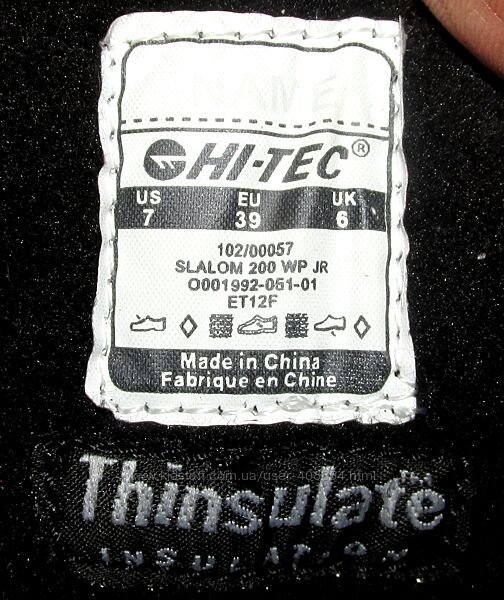 NAME
HI-TEC®
US EU UK
7 39 6
102/00057
SLALOM 200 WP JR
O001992-051-01
ET12F
Made in China
Fabrique en Chine
Thinsulate™
INSULATION